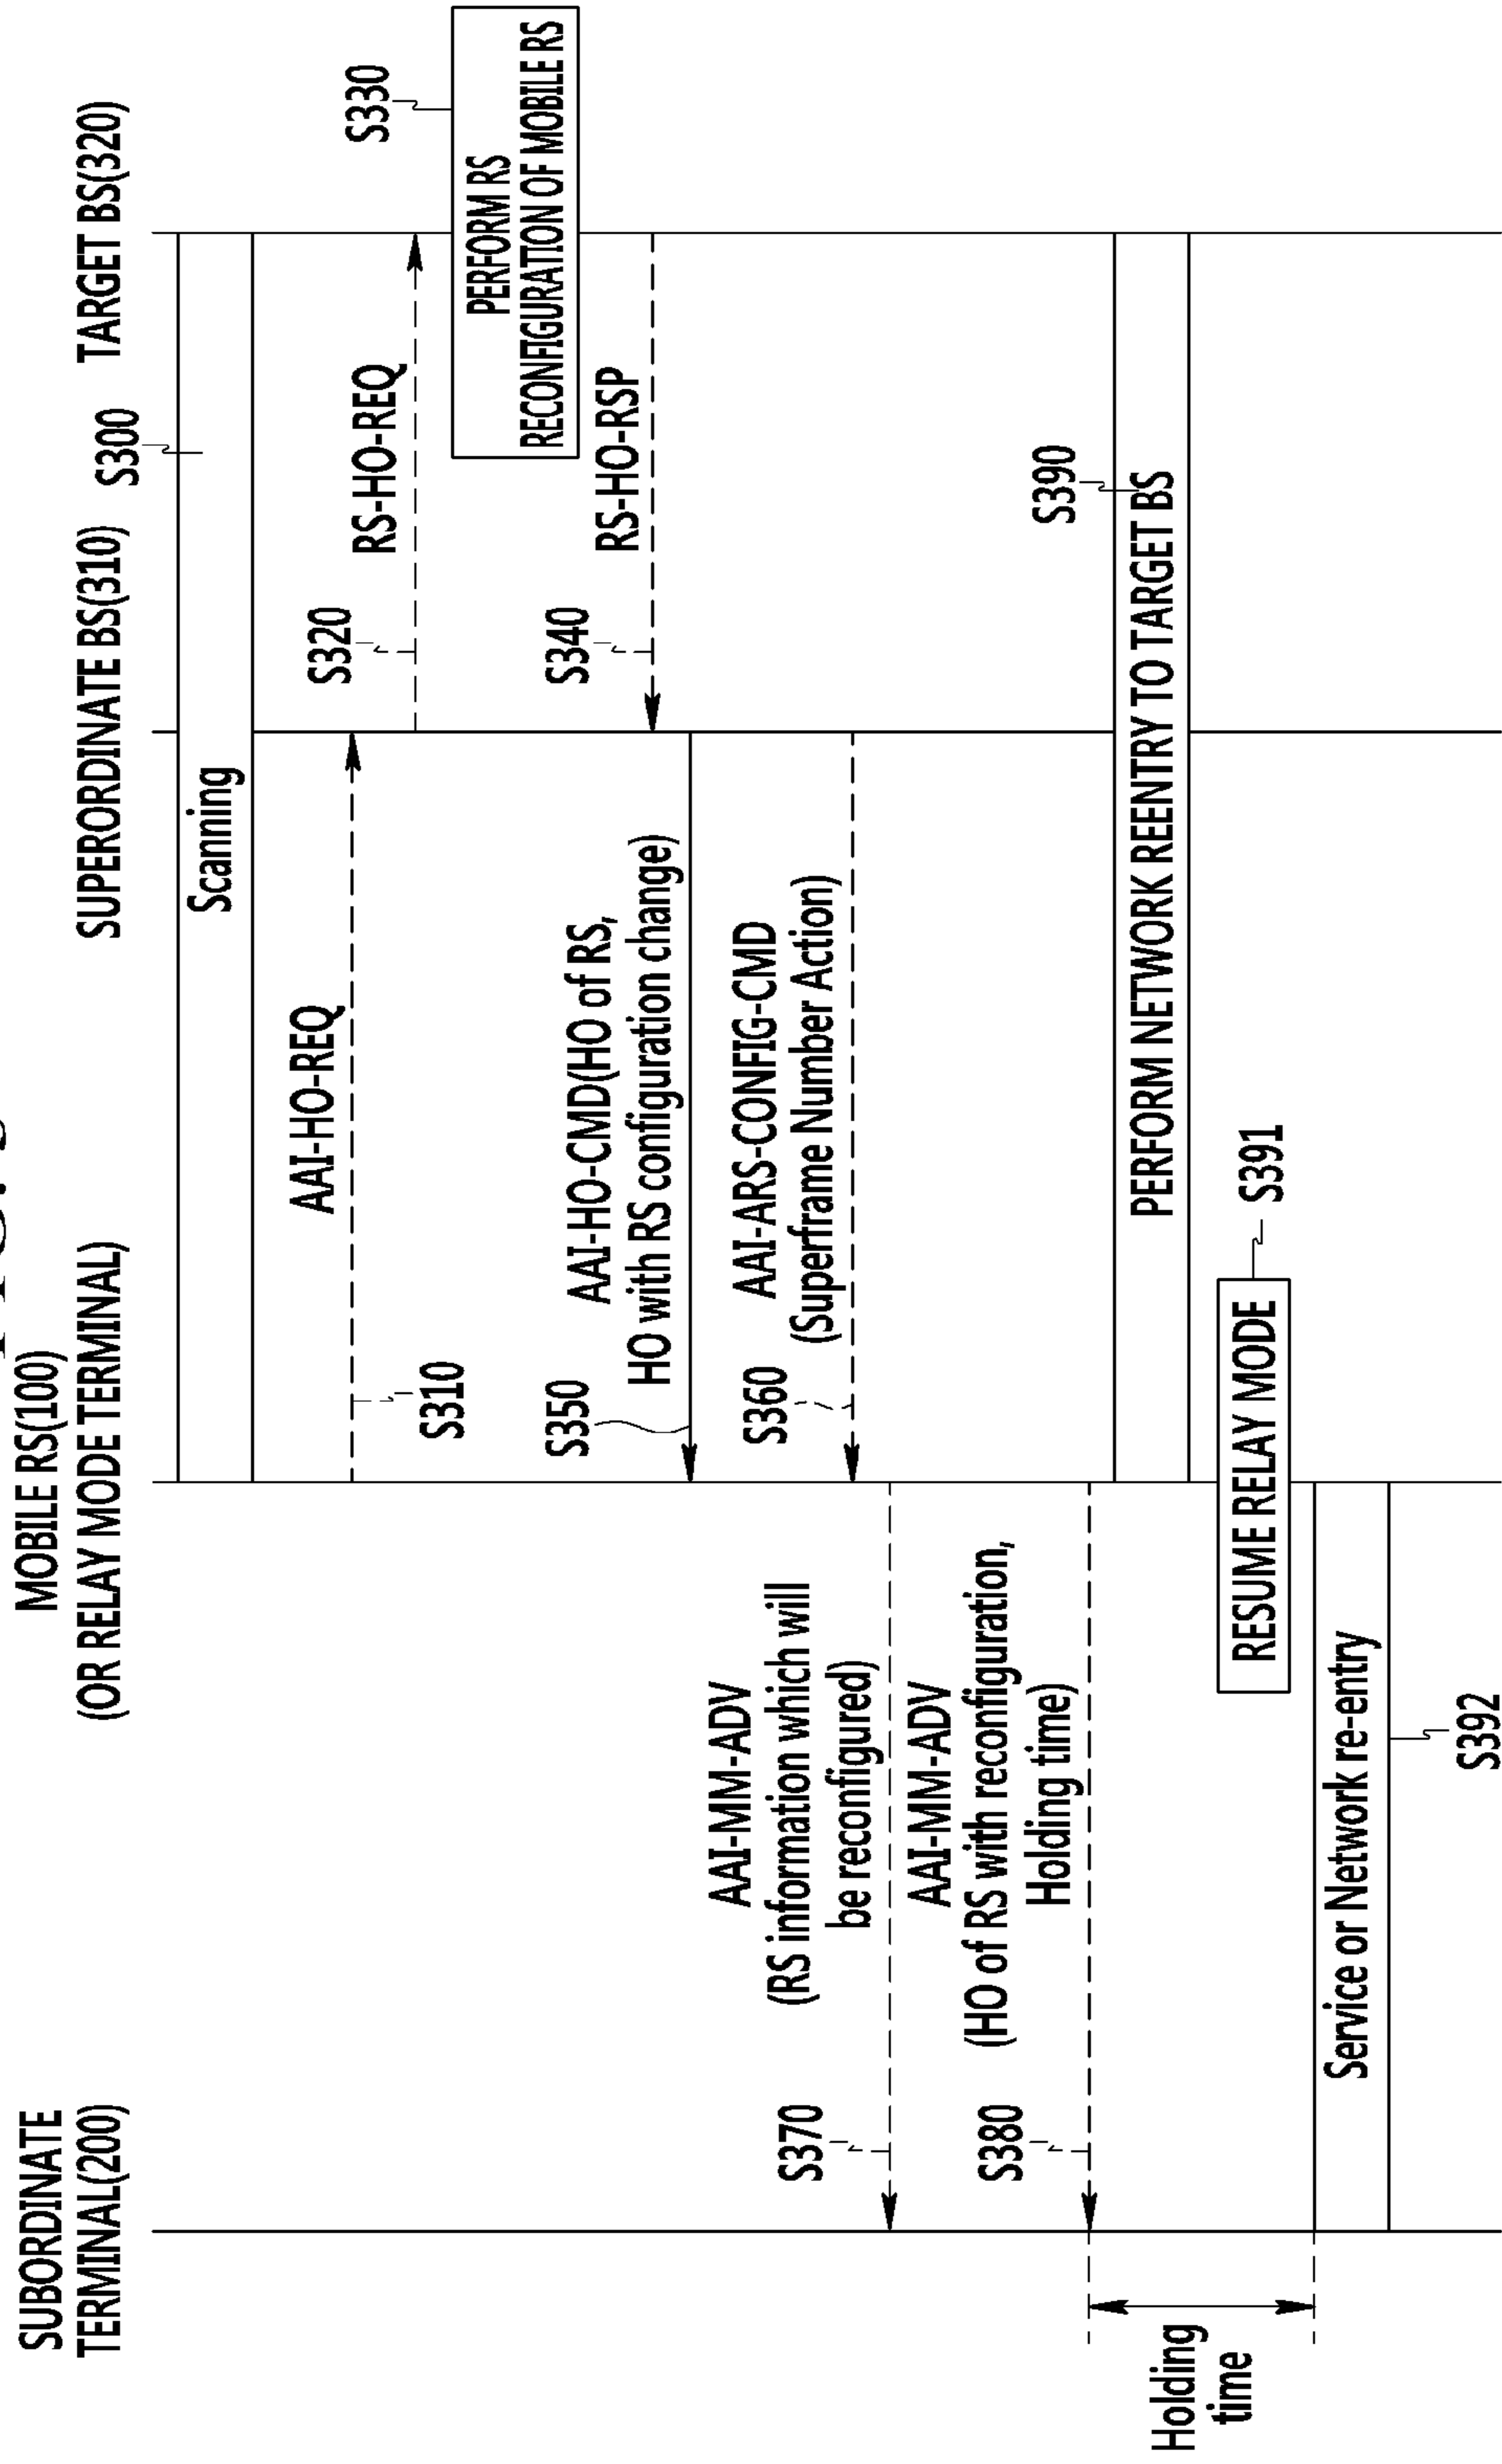 SUBORDINATE
TERMINAL(200)
MOBILE RS(100)
(OR RELAY MODE TERMINAL)
SUPERORDINATE BS(310)
S300
TARGET BS(320)
Scanning
AAI-HO-REQ
S310
S320
RS-HO-REQ
S330
PERFORM RS
RECONFIGURATION OF MOBILE RS
S340
RS-HO-RSP
S350
AAI-HO-CMD(HO of RS,
HO with RS configuration change)
S360
AAI-ARS-CONFIG-CMD
(Superframe Number Action)
S370
AAI-MM-ADV
(RS information which will
be reconfigured)
S380
AAI-MM-ADV
(HO of RS with reconfiguration,
Holding time)
S390
PERFORM NETWORK REENTRY TO TARGET BS
Holding
time
RESUME RELAY MODE
S391
Service or Network re-entry
S392